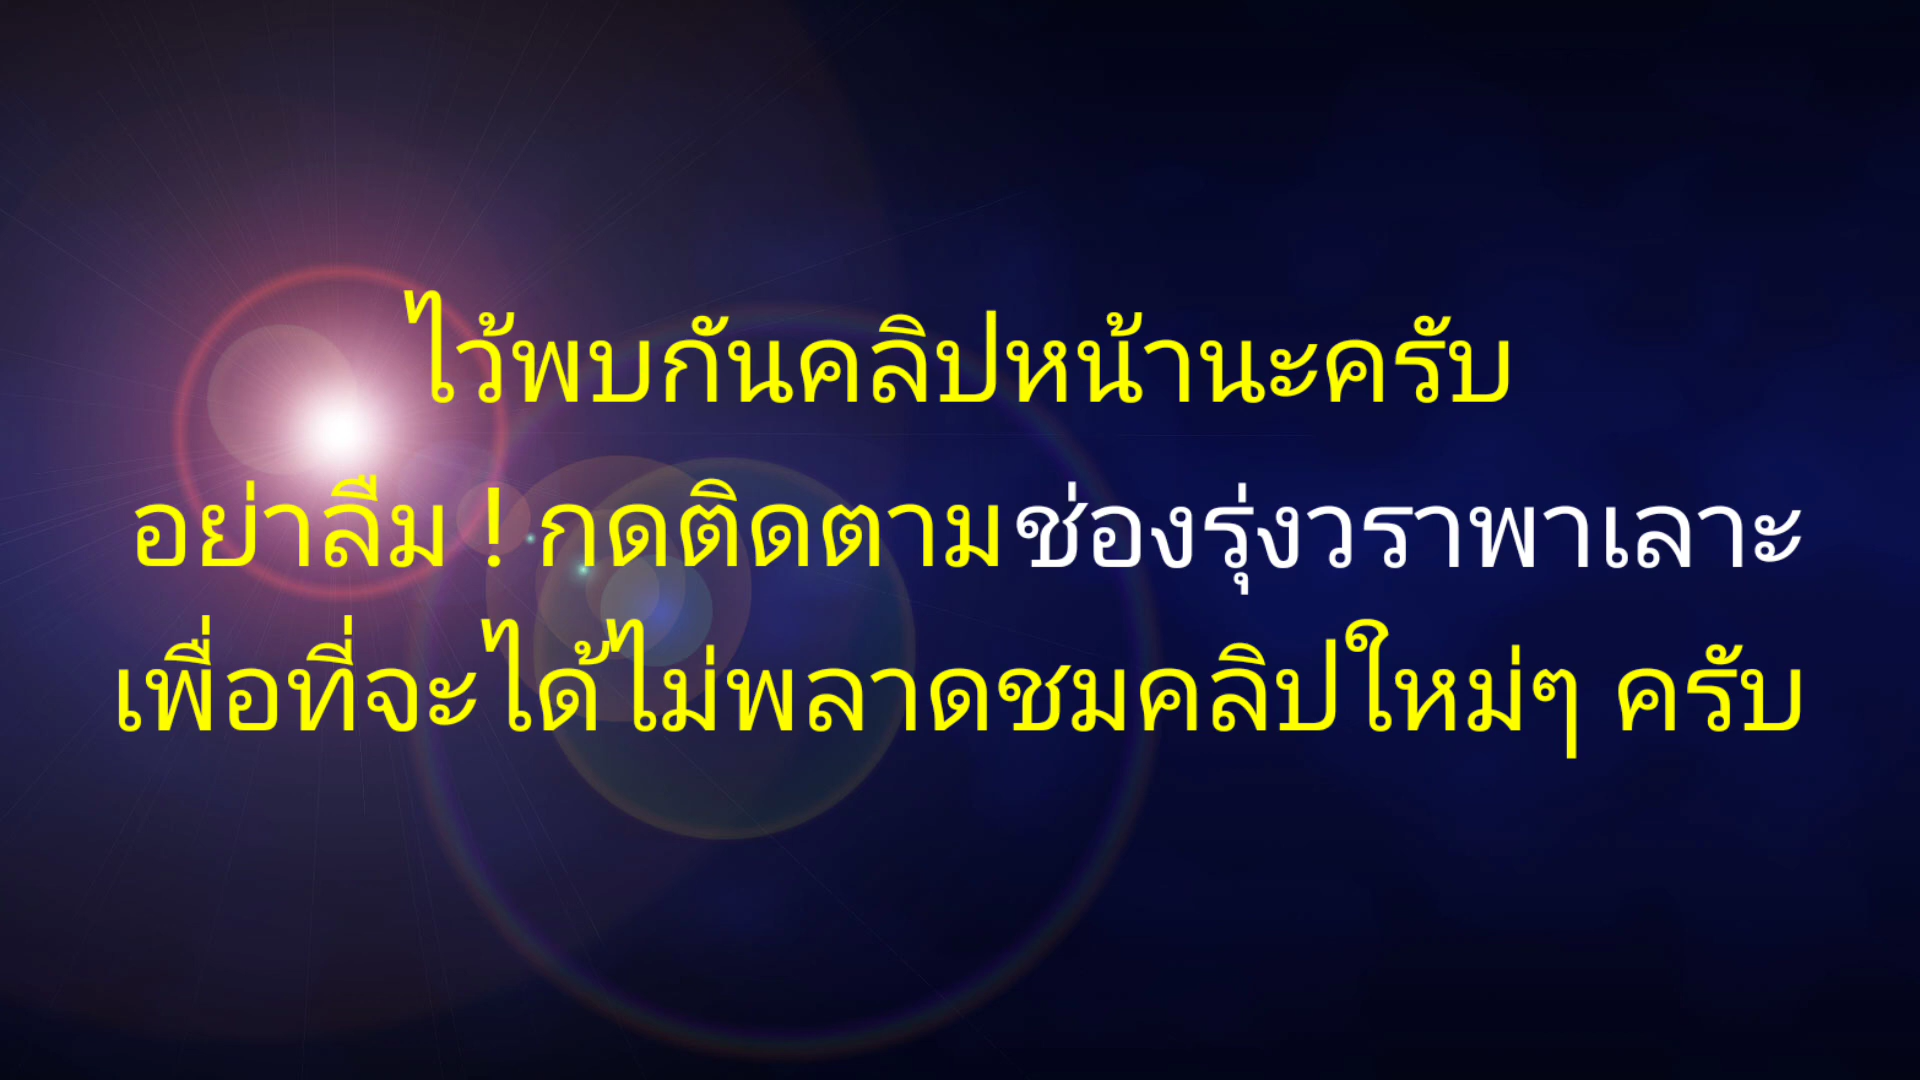 ไว้พบกันคลิปหน้านะครับ
อย่าลืม ! กดติดตามช่องรุ่งวราพาเลาะ
เพื่อที่จะได้ไม่พลาดชมคลิปใหม่ๆ ครับ